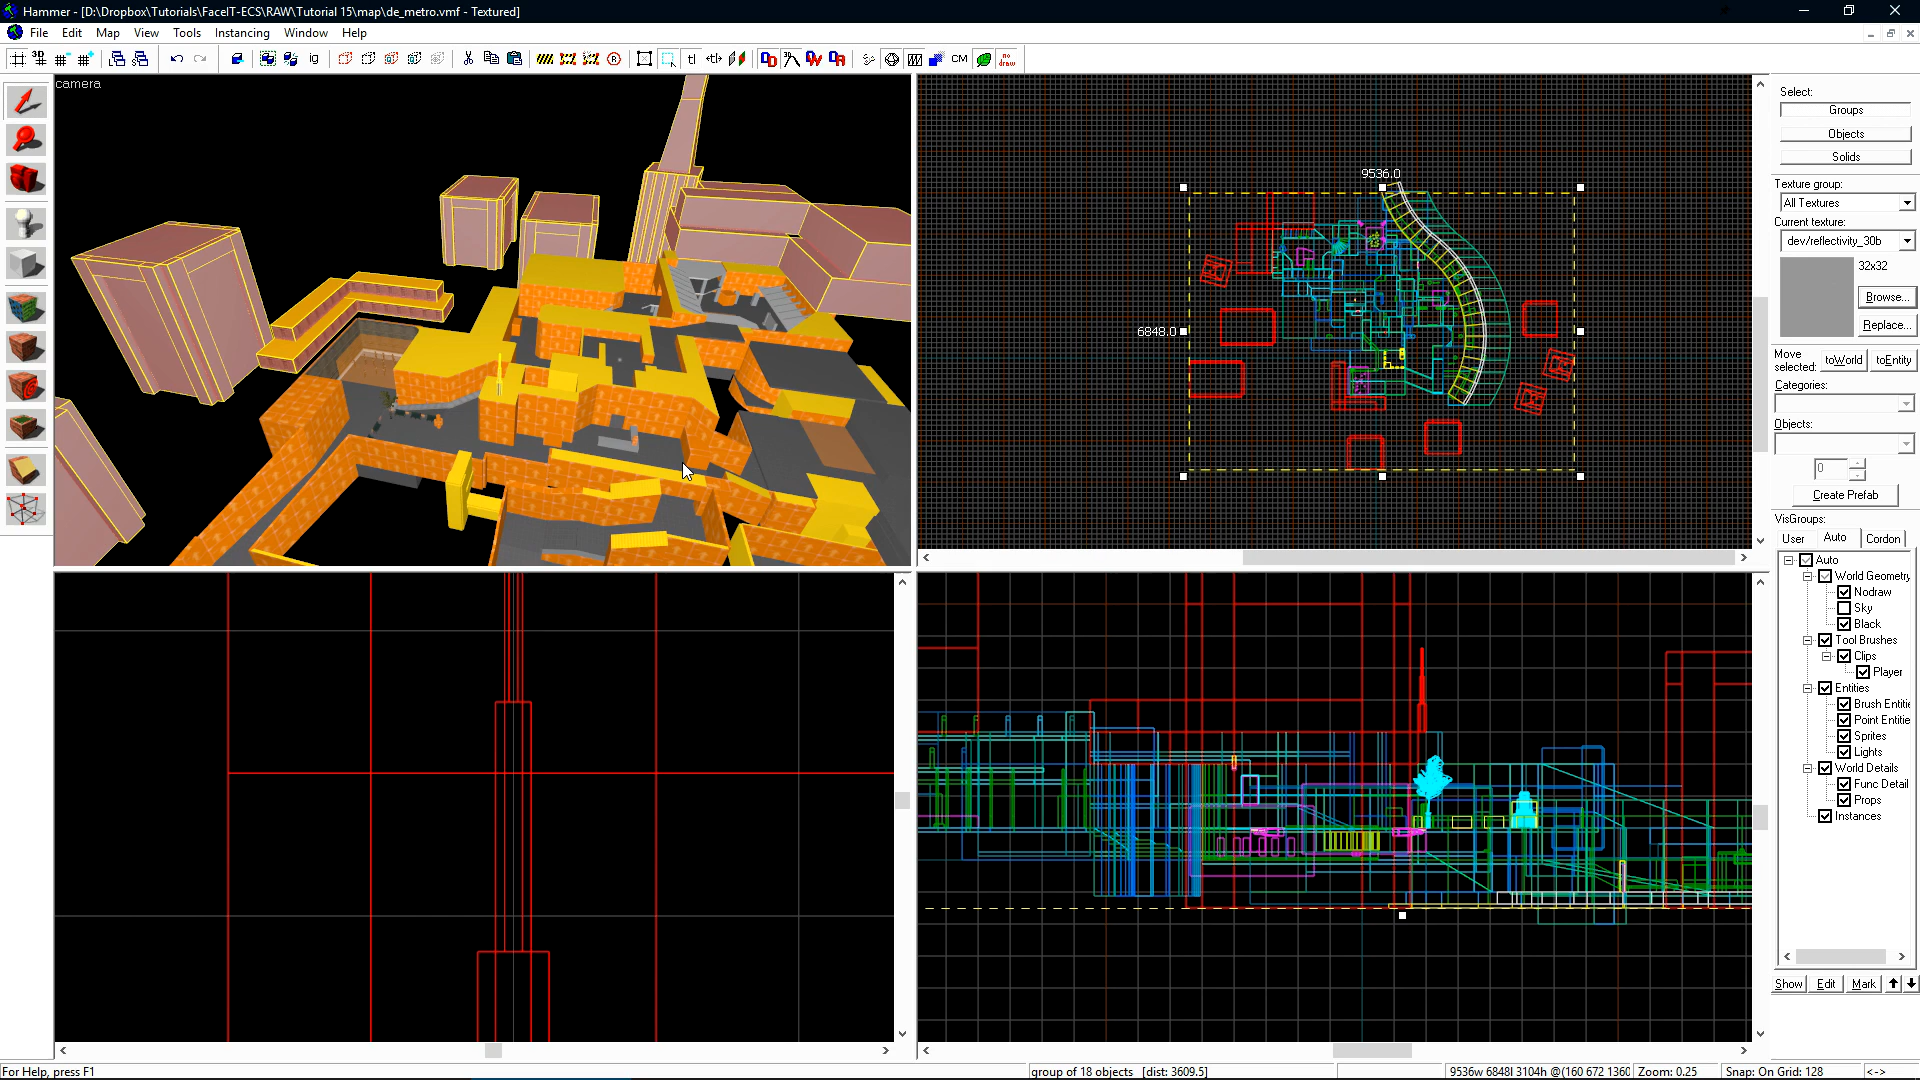 Hammer - [D:\Dropbox\Tutorials\FaceIT-ECS\RAW\Tutorial 15\map\de_metro.vmf - Textured]
File Edit Map View Tools Instancing Window Help
camera
9536.0
6848.0
Select:
Groups
Objects
Solids
Texture group:
All Textures
Current texture:
dev/reflectivity_30b
32x32
Browse...
Replace...
Move selected: toWorld toEntity
Categories:
Objects:
0
Create Prefab
VisGroups:
User Auto Cordon
Auto
World Geometry
Nodraw
Sky
Black
Tool Brushes
Clips
Player
Entities
Brush Entitie
Point Entitie
Sprites
Lights
World Details
Func Detail
Props
Instances
Show Edit Mark
For Help, press F1
group of 18 objects [dist: 3609.5]
9536w 6848l 3104h @(160 672 1360
Zoom: 0.25
Snap: On Grid: 128
<->